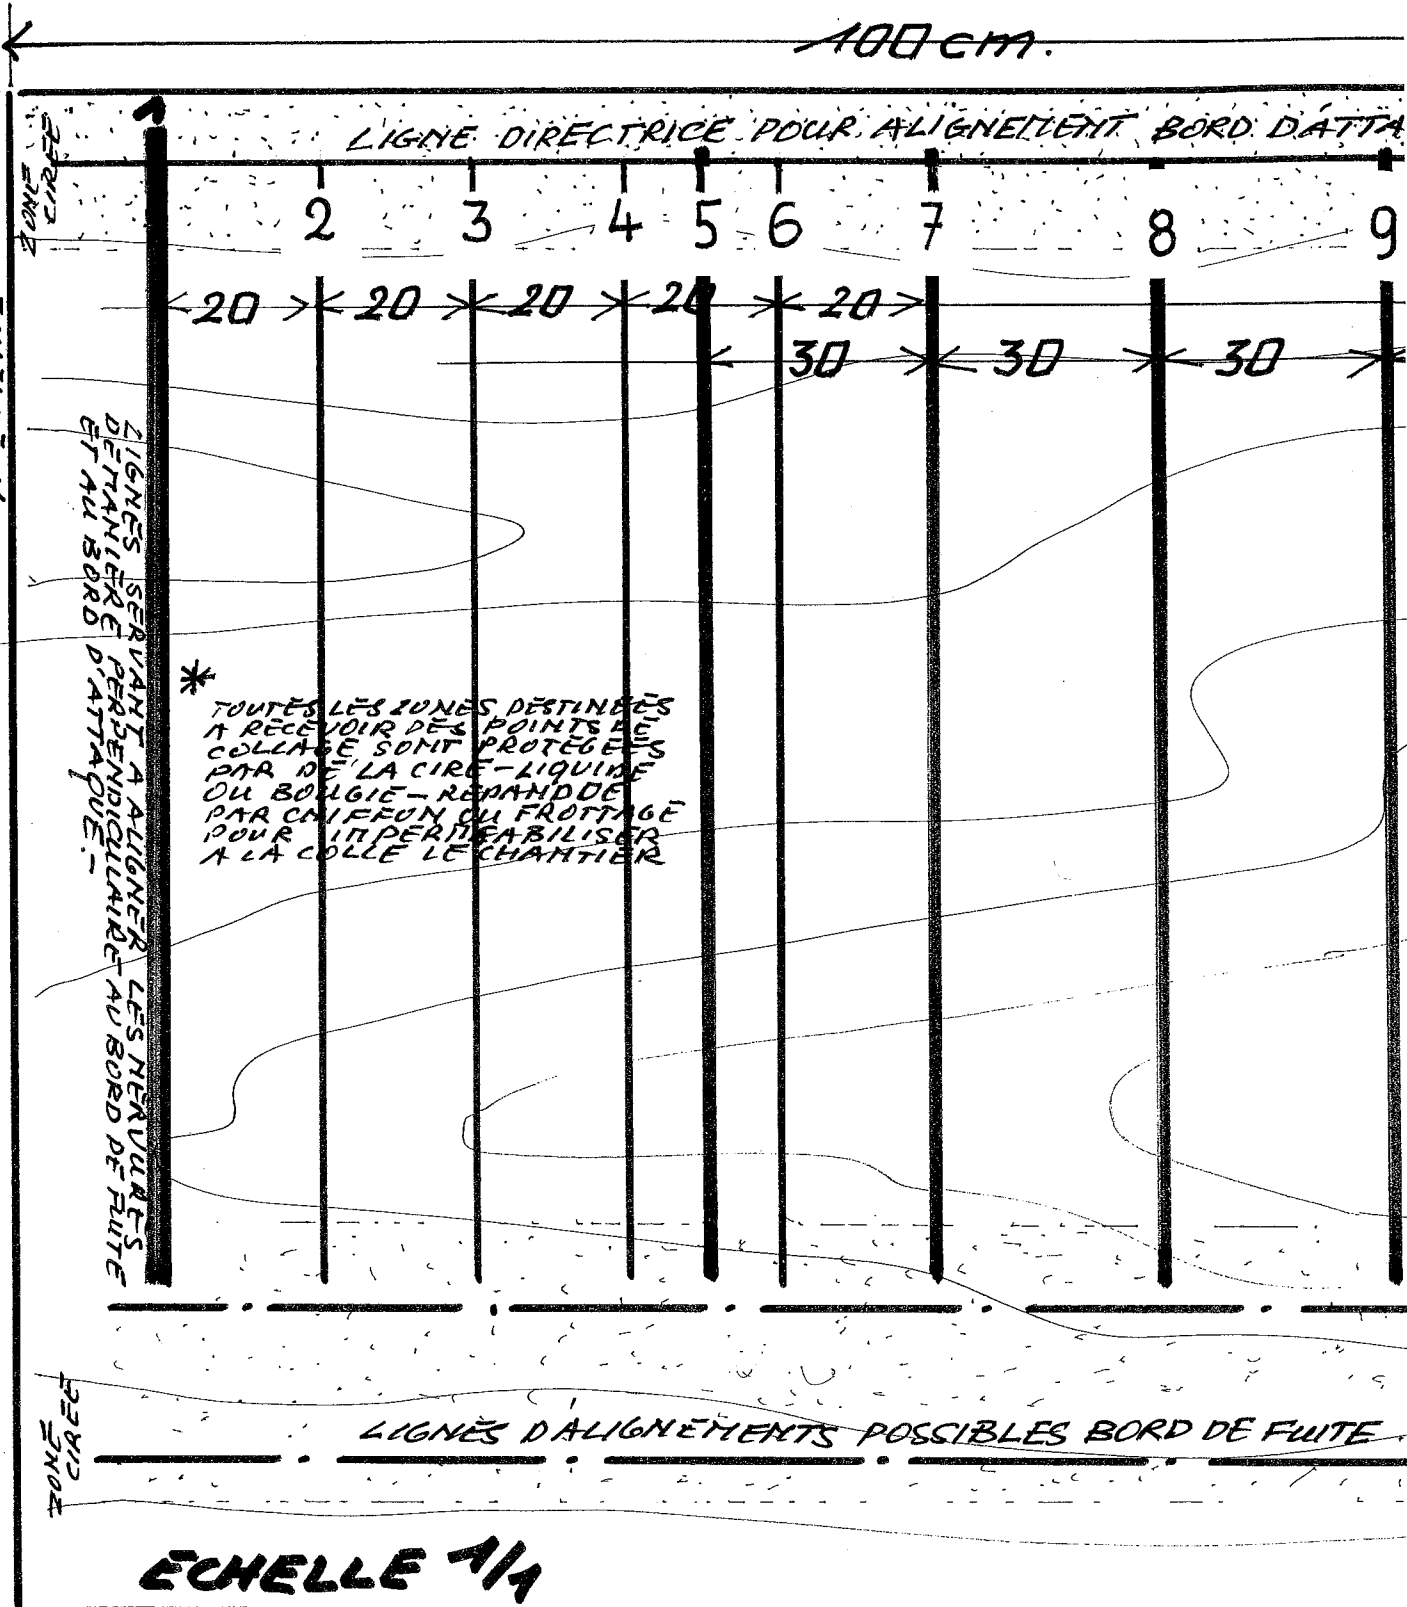 100 cm.
1
LIGNE DIRECTRICE POUR ALIGNEMENT BORD D'ATTA
ZONE
CIREE
2 3 4 5 6 7 8 9
20 20 20 20 20
30 30 30
LIGNES SERVANT A ALIGNER LES NERVURES
DE MANIERE PERPENDICULAIRE AU BORD DE FUITE
ET AU BORD D'ATTAQUE.-
*
TOUTES LES ZONES DESTINEES
A RECEVOIR DES POINTS DE
COLLAGE SONT PROTEGEES
PAR DE LA CIRE-LIQUIDE
OU BOUGIE-REPANDUE
PAR CHIFFON OU FROTTAGE
POUR IMPERMEABILISER
A LA COLLE LE CHANTIER
ZONE
CIREE
LIGNES D'ALIGNEMENTS POSSIBLES BORD DE FUITE
ECHELLE 1/1